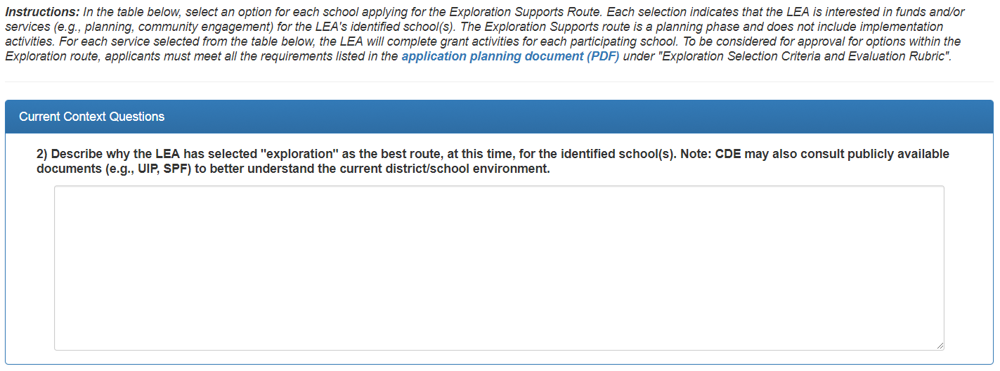 Instructions: In the table below, select an option for each school applying for the Exploration Supports Route. Each selection indicates that the LEA is interested in funds and/or
services (e.g., planning, community engagement) for the LEA's identified school(s). The Exploration Supports route is a planning phase and does not include implementation
activities. For each service selected from the table below, the LEA will complete grant activities for each participating school. To be considered for approval for options within the
Exploration route, applicants must meet all the requirements listed in the application planning document (PDF) under "Exploration Selection Criteria and Evaluation Rubric".
Current Context Questions
2) Describe why the LEA has selected "exploration" as the best route, at this time, for the identified school(s). Note: CDE may also consult publicly available
documents (e.g., UIP, SPF) to better understand the current district/school environment.